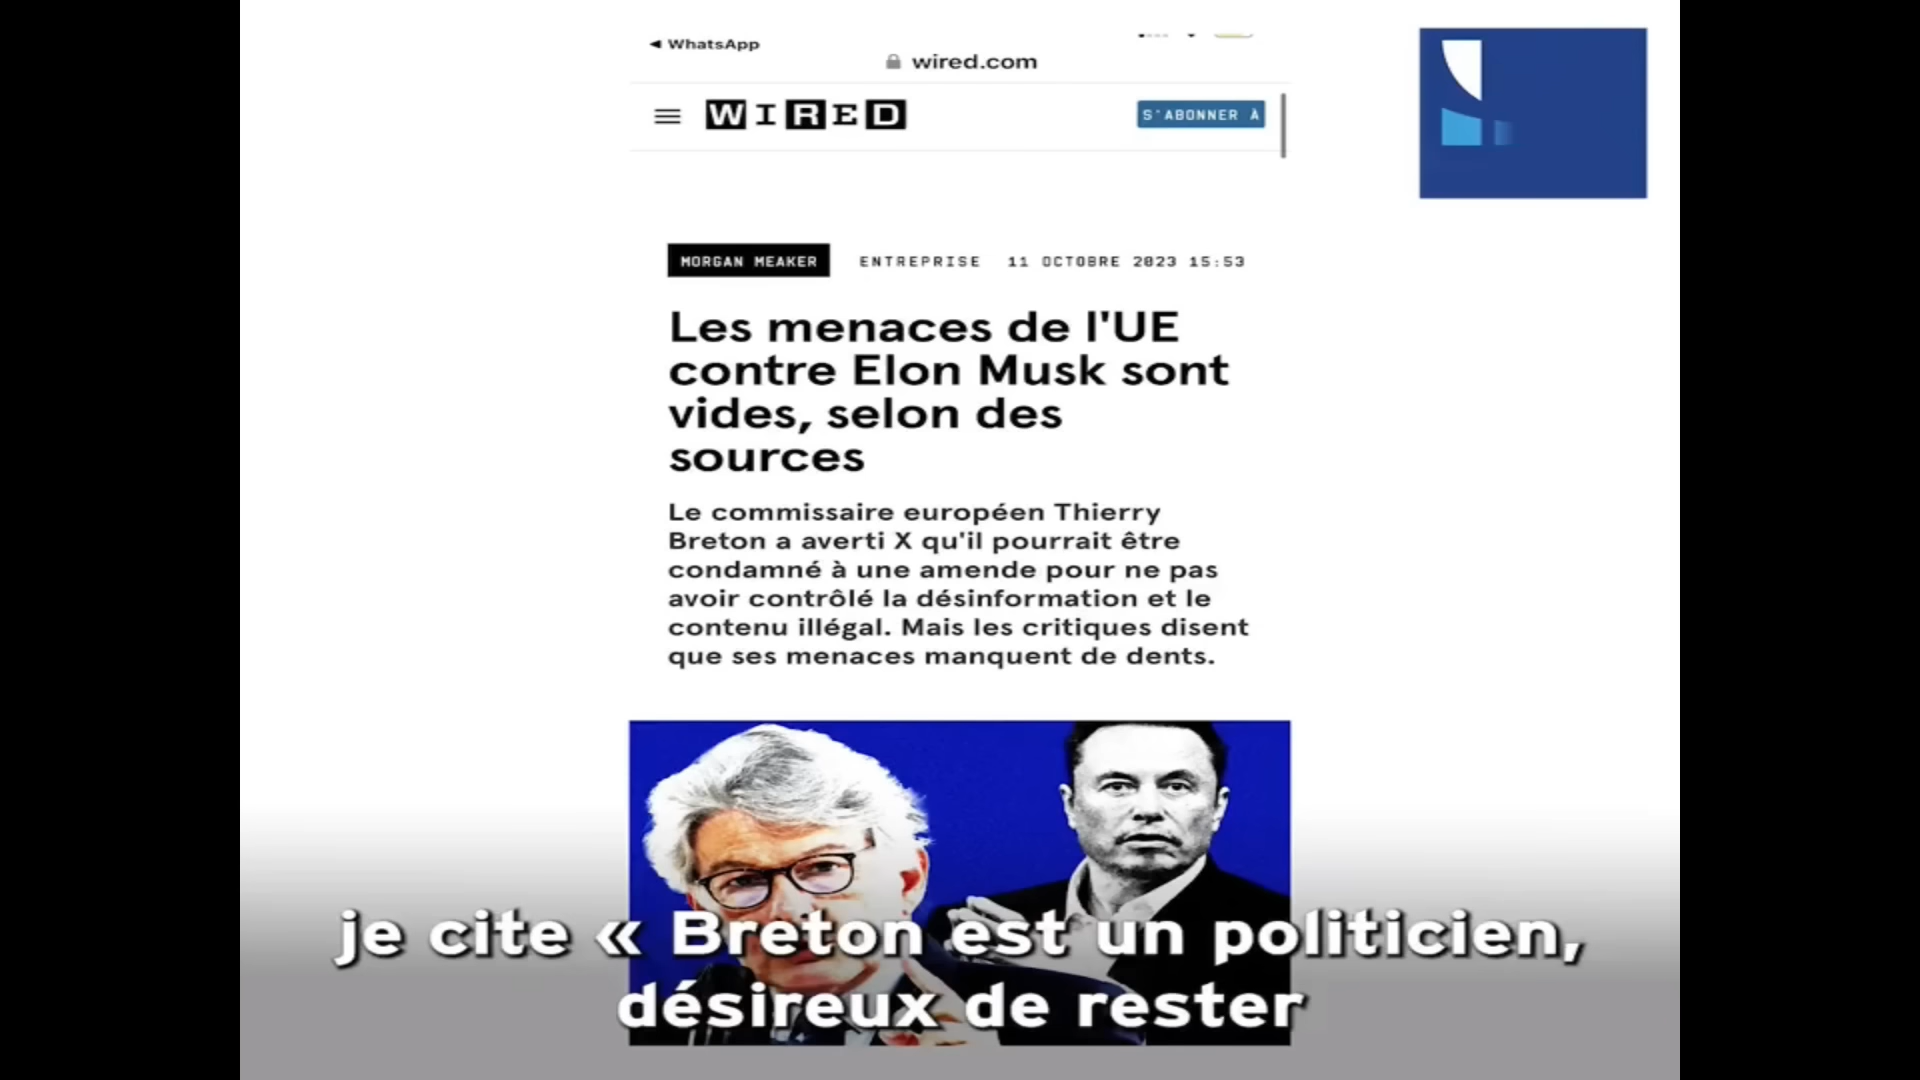 WhatsApp
wired.com
WIRED
S'ABONNER À
MORGAN MEAKER ENTREPRISE 11 OCTOBRE 2023 15:53
Les menaces de l'UE
contre Elon Musk sont
vides, selon des
sources
Le commissaire européen Thierry
Breton a averti X qu'il pourrait être
condamné à une amende pour ne pas
avoir contrôlé la désinformation et le
contenu illégal. Mais les critiques disent
que ses menaces manquent de dents.
je cite « Breton est un politicien,
désireux de rester